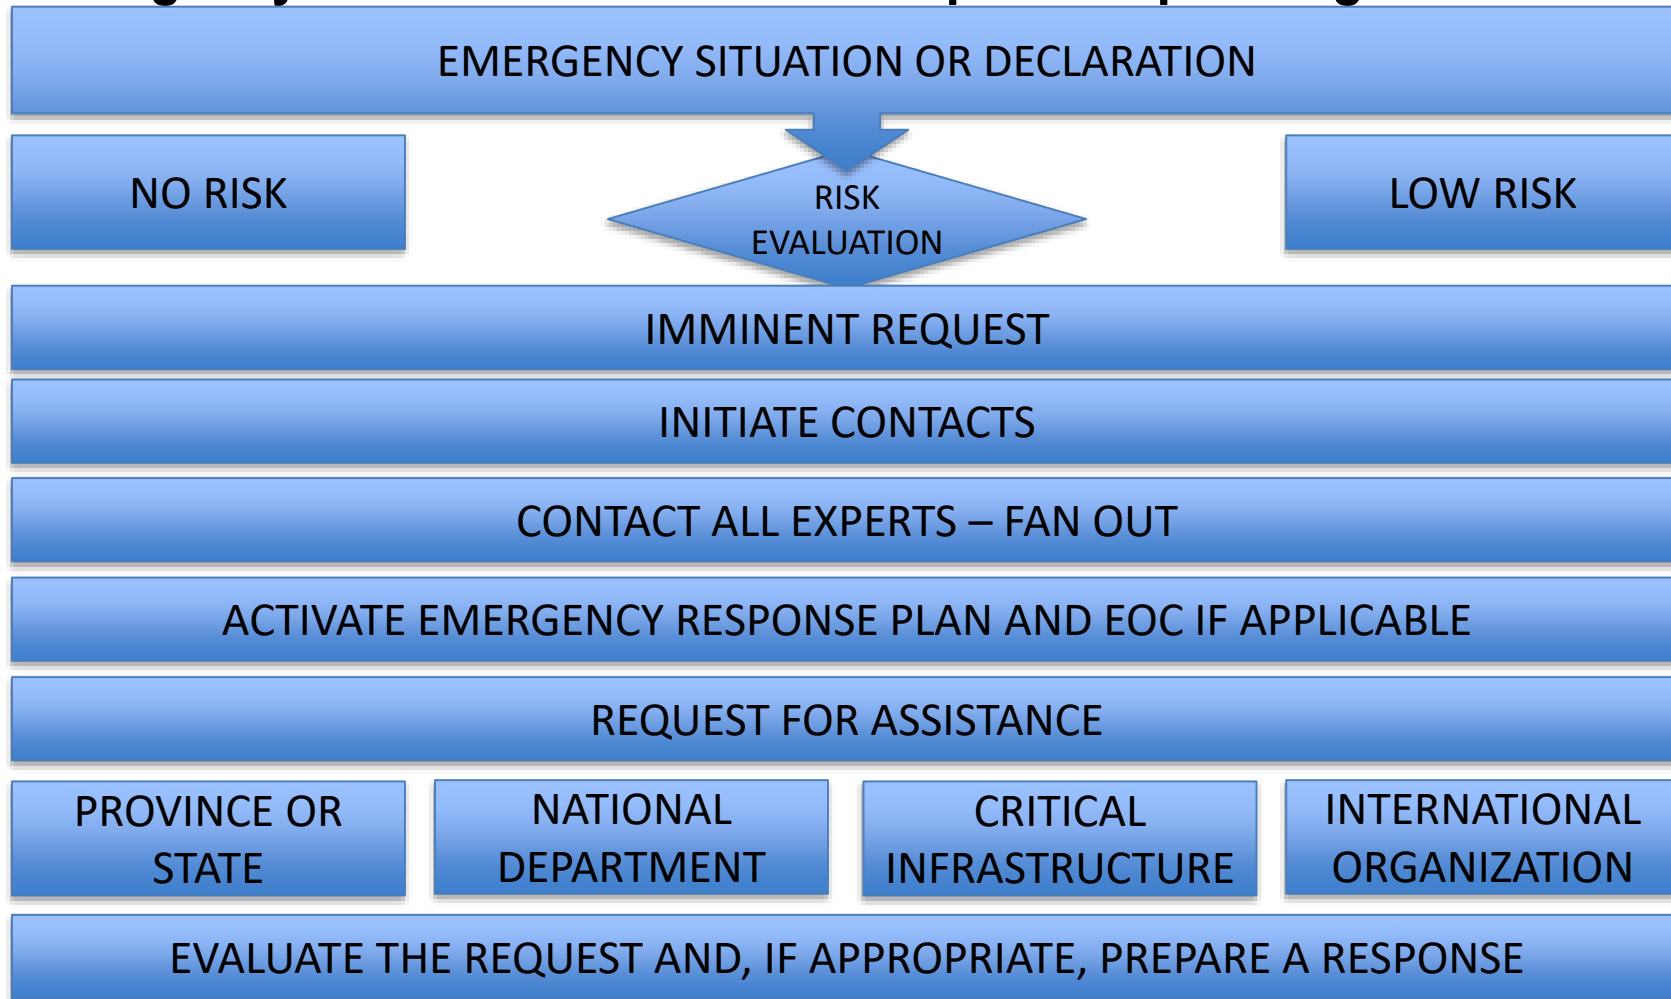 EMERGENCY SITUATION OR DECLARATION
NO RISK
RISK
EVALUATION
LOW RISK
IMMINENT REQUEST
INITIATE CONTACTS
CONTACT ALL EXPERTS – FAN OUT
ACTIVATE EMERGENCY RESPONSE PLAN AND EOC IF APPLICABLE
REQUEST FOR ASSISTANCE
PROVINCE OR
STATE
NATIONAL
DEPARTMENT
CRITICAL
INFRASTRUCTURE
INTERNATIONAL
ORGANIZATION
EVALUATE THE REQUEST AND, IF APPROPRIATE, PREPARE A RESPONSE